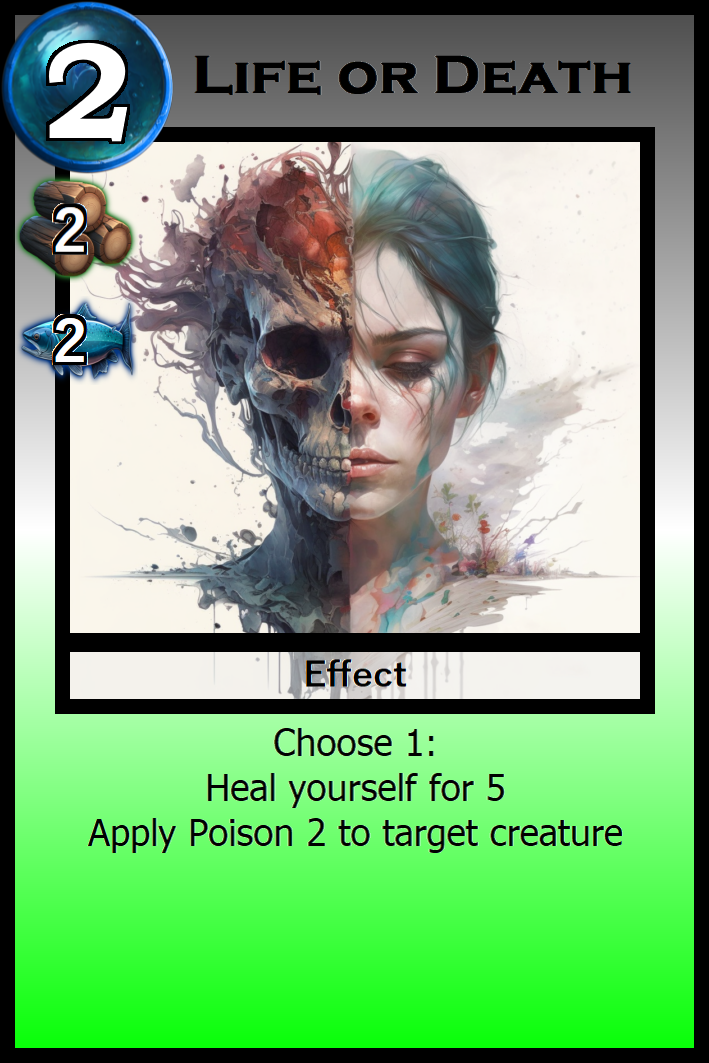 2
Life or Death
2
2
Effect
Choose 1:
Heal yourself for 5
Apply Poison 2 to target creature